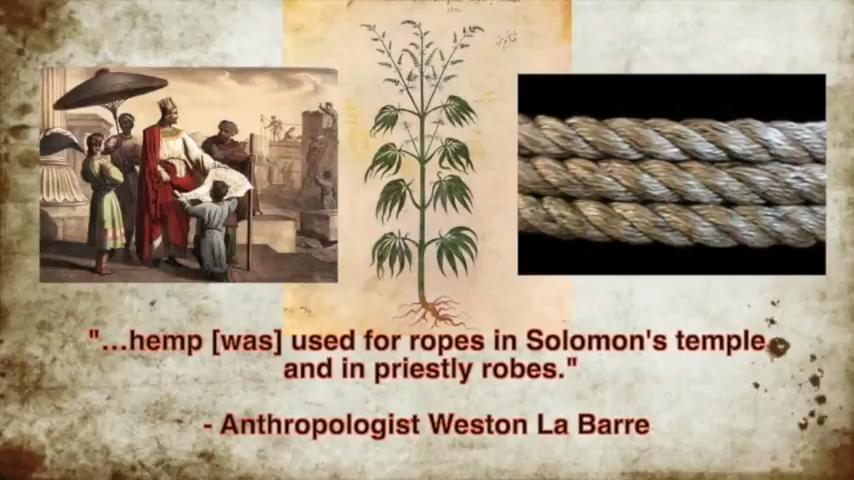 "...hemp [was] used for ropes in Solomon's temple
and in priestly robes."
- Anthropologist Weston La Barre